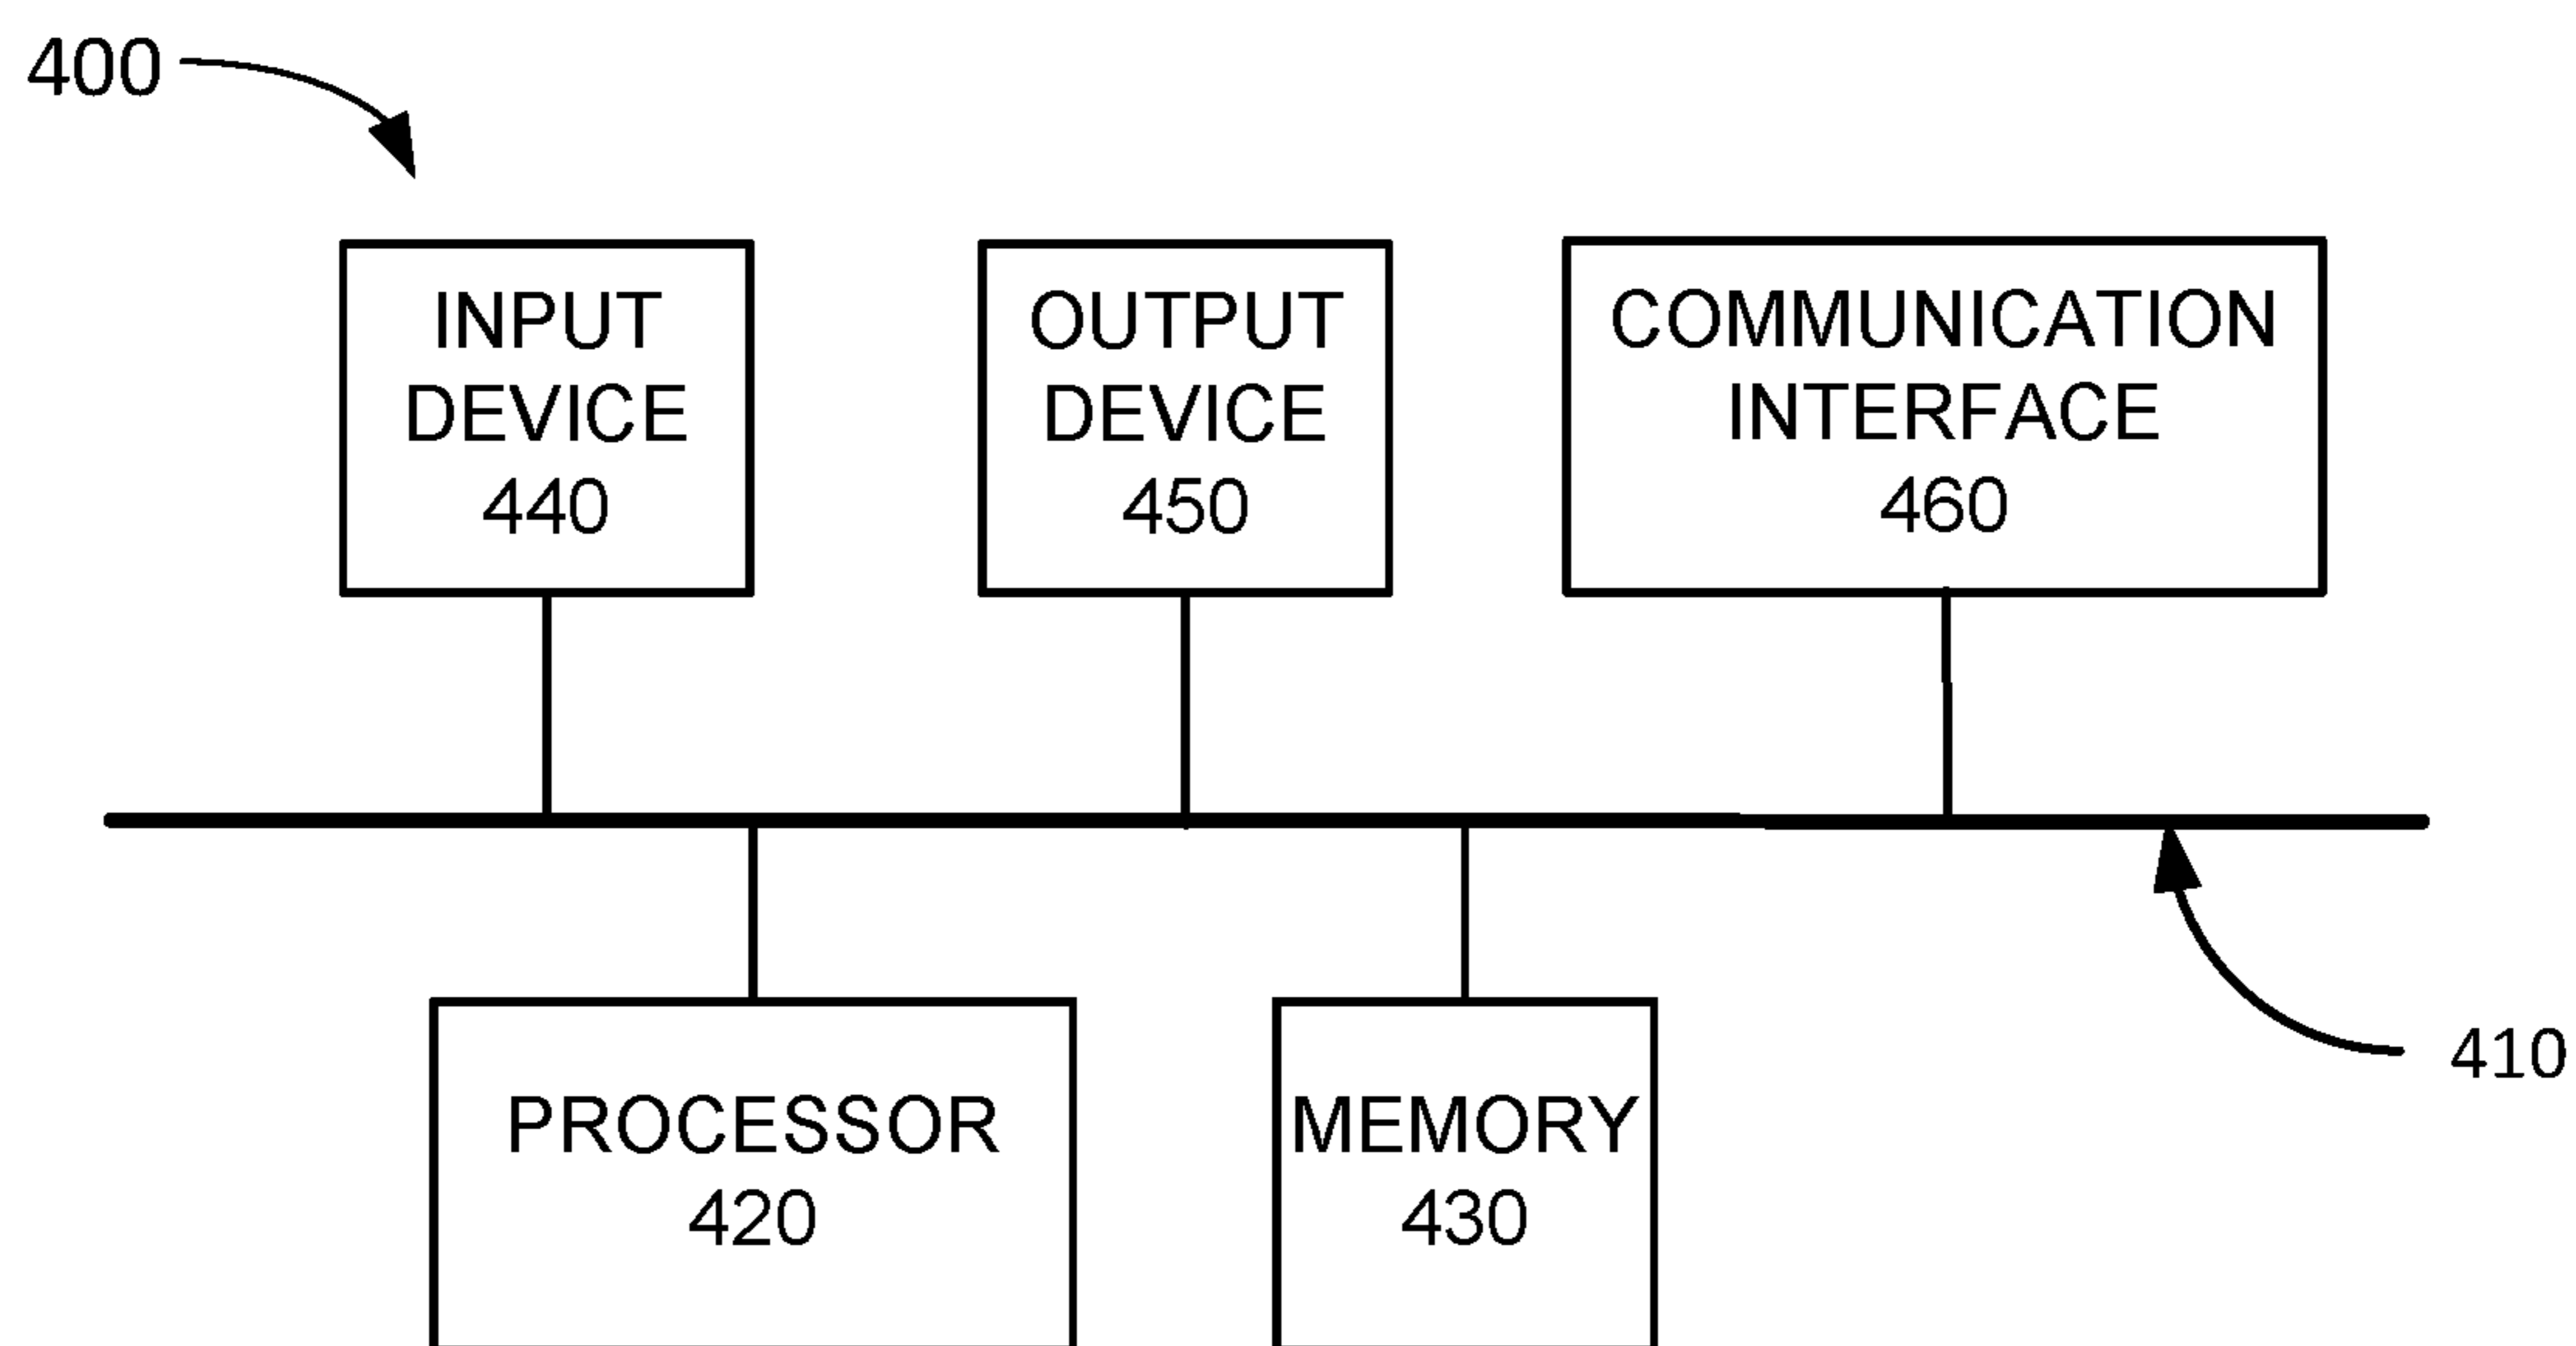 400
INPUT
DEVICE
440
OUTPUT
DEVICE
450
COMMUNICATION
INTERFACE
460
PROCESSOR
420
MEMORY
430
410